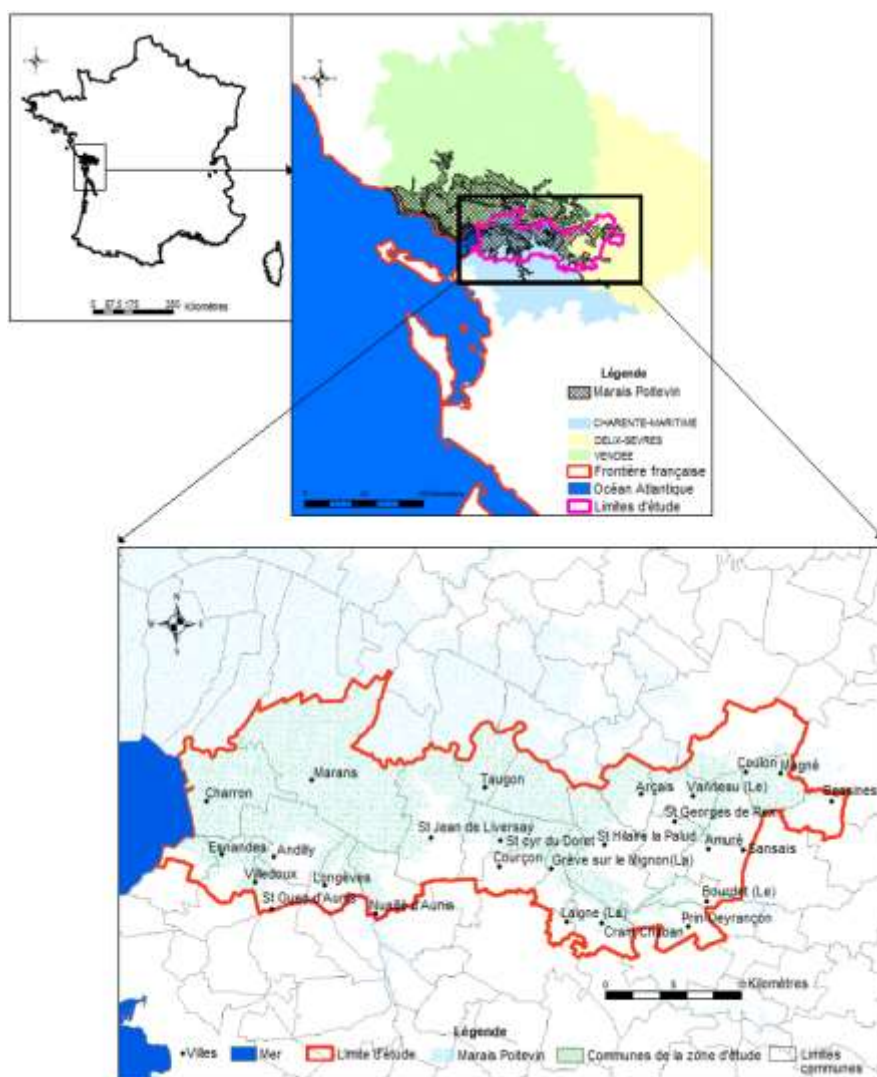 Kilomètres
Légende
Marais Poitevin
CHARENTE-MARITIME
DEUX-SEVRES
VENDEE
Frontière française
Océan Atlantique
Limites d'étude
N
Coulon
Magné
Marans
Taugon
Arçais
Vanneau (Le)
Bessines
Charron
St Georges de Rex
St Jean de Liversay
St cyr du Doret
St Hilaire la Palud
Amuré
Sansais
Esnandes
Andilly
Courçon
Grève sur le Mignon(La)
Villedoux
Longèves
Bourdet (Le)
St Ouen d'Aunis
Nuaillé d'Aunis
Laigne (La)
Cram Chaban
Prin Deyrançon
Kilomètres
Légende
Villes
Mer
Limite d'étude
Marais Poitevin
Communes de la zone d'étude
Limites communes